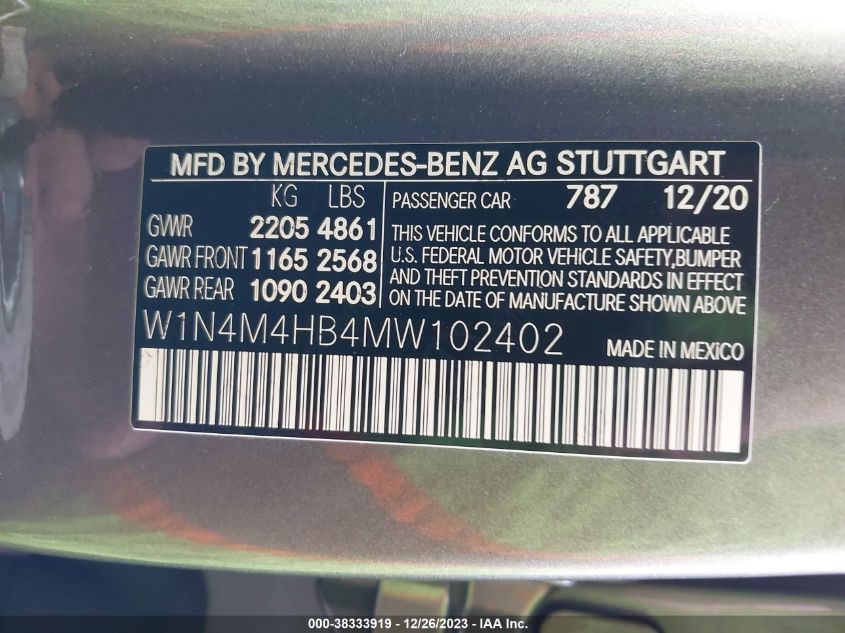 MFD BY MERCEDES-BENZ AG STUTTGART
KG LBS
GVWR 2205 4861
GAWR FRONT 1165 2568
GAWR REAR 1090 2403
PASSENGER CAR 787 12/20
THIS VEHICLE CONFORMS TO ALL APPLICABLE
U.S. FEDERAL MOTOR VEHICLE SAFETY,BUMPER
AND THEFT PREVENTION STANDARDS IN EFFECT
ON THE DATE OF MANUFACTURE SHOWN ABOVE
W1N4M4HB4MW102402 MADE IN MEXiCO
000-38333919 - 12/26/2023 - IAA Inc.